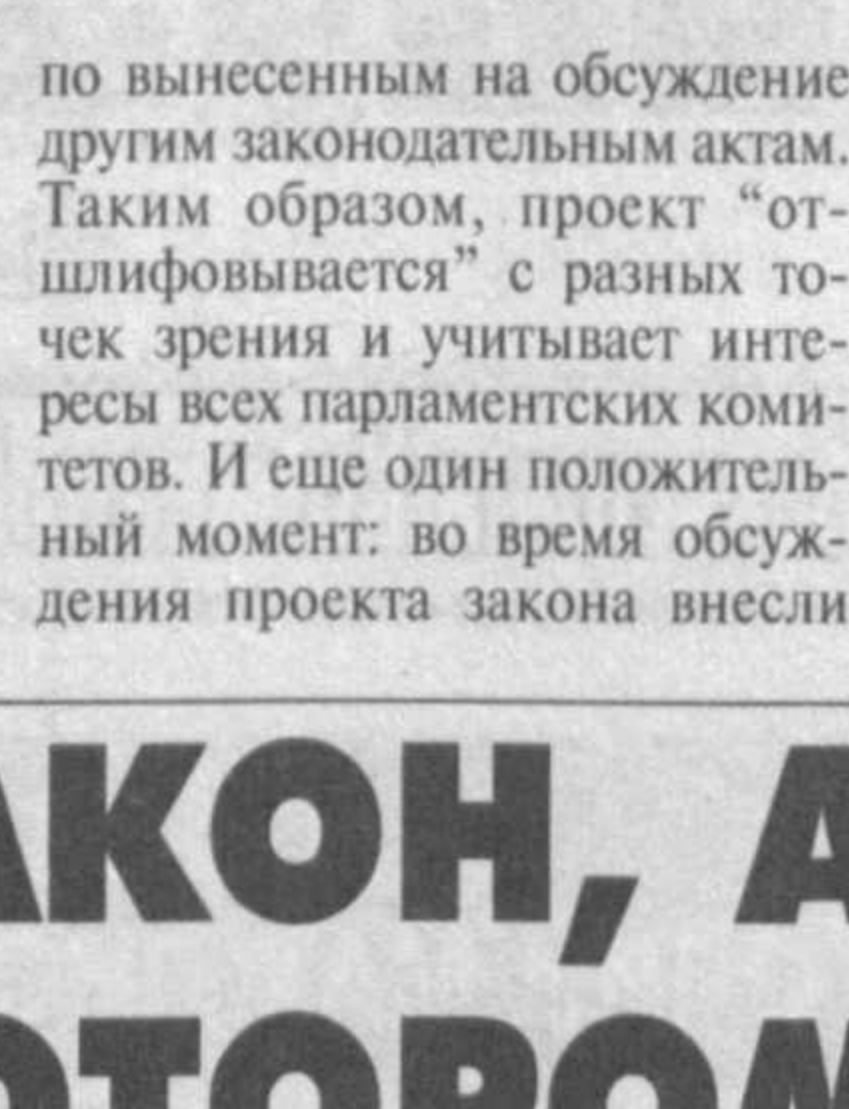 по вынесенным на обсуждение
другим законодательным актам.
Таким образом, проект “от-
шлифовывается” с разных то-
чек зрения и учитывает инте-
ресы всех парламентских коми-
тетов. И еще один положитель-
ный момент: во время обсуж-
дения проекта закона внесли
АКОН, А
ОТОРОМ